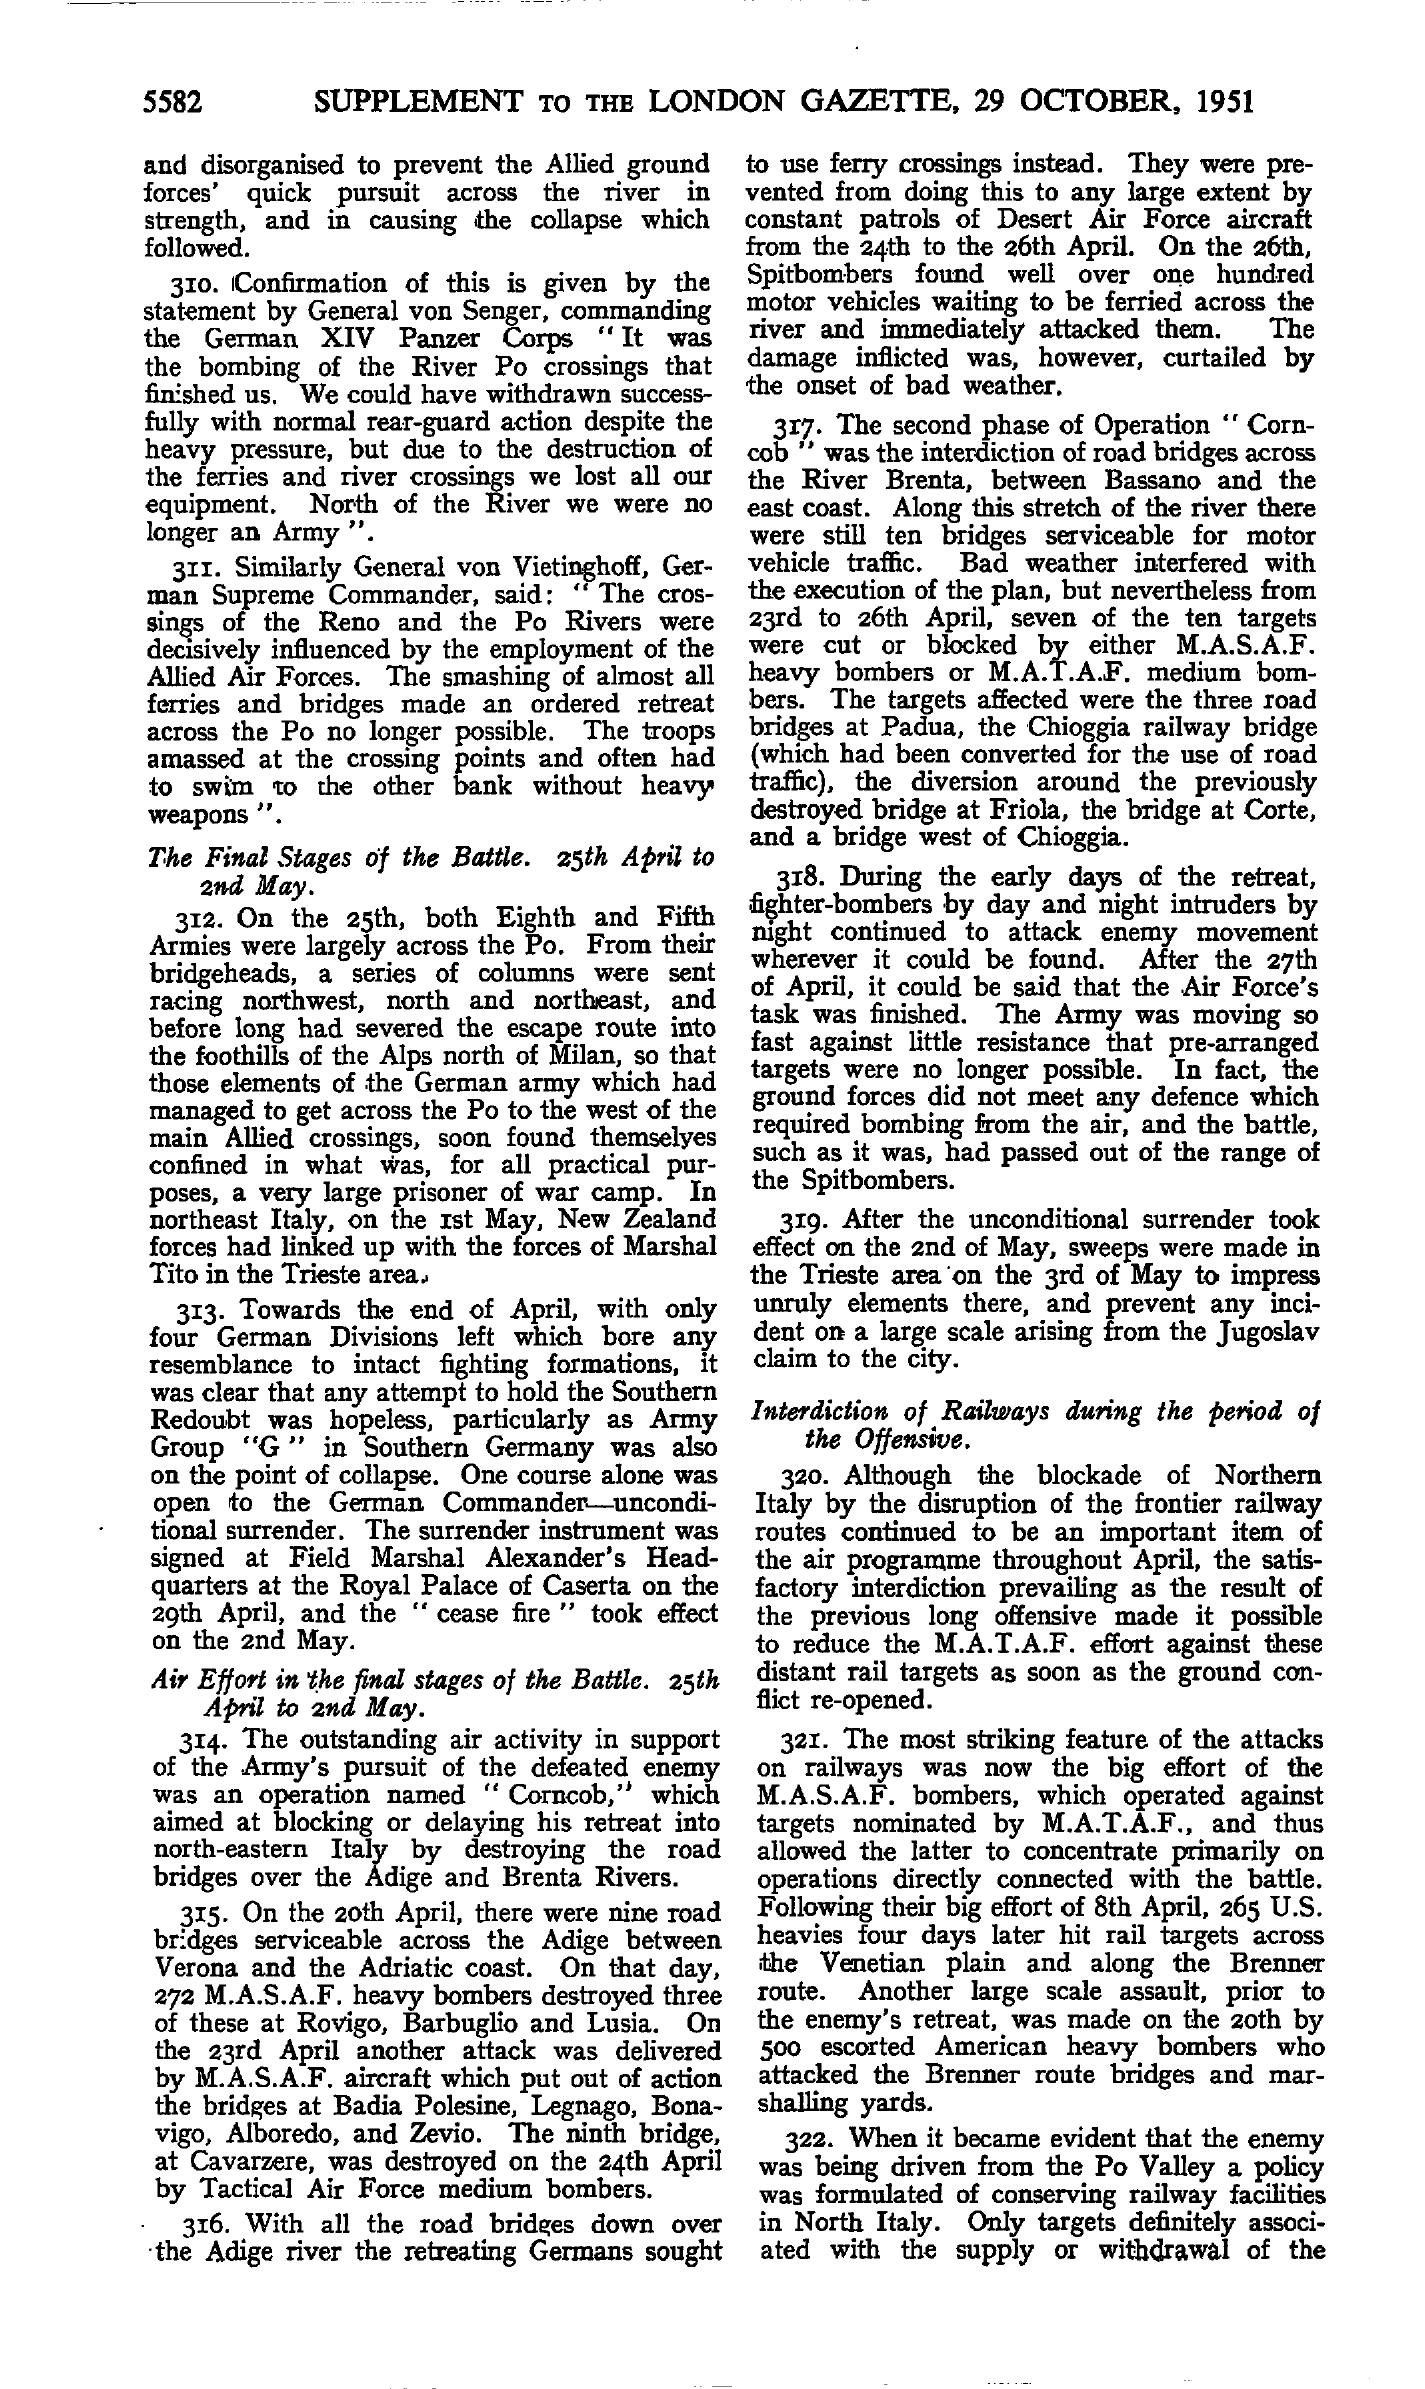 5582 SUPPLEMENT TO THE LONDON GAZETTE, 29 OCTOBER, 1951
and disorganised to prevent the Allied ground
forces' quick pursuit across the river in
strength, and in causing the collapse which
followed.
310. Confirmation of this is given by the
statement by General von Senger, commanding
the German XIV Panzer Corps " It was
the bombing of the River Po crossings that
finished us. We could have withdrawn success-
fully with normal rear-guard action despite the
heavy pressure, but due to the destruction of
the ferries and river crossings we lost all our
equipment. North of the River we were no
longer an Army ".
311. Similarly General von Vietinghoff, Ger-
man Supreme Commander, said: " The cros-
sings of the Reno and the Po Rivers were
decisively influenced by the employment of the
Allied Air Forces. The smashing of almost all
ferries and bridges made an ordered retreat
across the Po no longer possible. The troops
amassed at the crossing points and often had
to swim to the other bank without heavy
weapons ".
The Final Stages of the Battle. 25th April to
2nd May.
312. On the 25th, both Eighth and Fifth
Armies were largely across the Po. From their
bridgeheads, a series of columns were sent
racing northwest, north and northeast, and
before long had severed the escape route into
the foothills of the Alps north of Milan, so that
those elements of the German army which had
managed to get across the Po to the west of the
main Allied crossings, soon found themselves
confined in what was, for all practical pur-
poses, a very large prisoner of war camp. In
northeast Italy, on the 1st May, New Zealand
forces had linked up with the forces of Marshal
Tito in the Trieste area.
313. Towards the end of April, with only
four German Divisions left which bore any
resemblance to intact fighting formations, it
was clear that any attempt to hold the Southern
Redoubt was hopeless, particularly as Army
Group "G " in Southern Germany was also
on the point of collapse. One course alone was
open to the German Commander—uncondi-
tional surrender. The surrender instrument was
signed at Field Marshal Alexander's Head-
quarters at the Royal Palace of Caserta on the
29th April, and the " cease fire " took effect
on the 2nd May.
Air Effort in the final stages of the Battle. 25th
April to 2nd May.
314. The outstanding air activity in support
of the Army's pursuit of the defeated enemy
was an operation named " Corncob," which
aimed at blocking or delaying his retreat into
north-eastern Italy by destroying the road
bridges over the Adige and Brenta Rivers.
315. On the 20th April, there were nine road
bridges serviceable across the Adige between
Verona and the Adriatic coast. On that day,
272 M.A.S.A.F. heavy bombers destroyed three
of these at Rovigo, Barbuglio and Lusia. On
the 23rd April another attack was delivered
by M.A.S.A.F. aircraft which put out of action
the bridges at Badia Polesine, Legnago, Bona-
vigo, Alboredo, and Zevio. The ninth bridge,
at Cavarzere, was destroyed on the 24th April
by Tactical Air Force medium bombers.
316. With all the road bridges down over
the Adige river the retreating Germans sought
to use ferry crossings instead. They were pre-
vented from doing this to any large extent by
constant patrols of Desert Air Force aircraft
from the 24th to the 26th April. On the 26th,
Spitbombers found well over one hundred
motor vehicles waiting to be ferried across the
river and immediately attacked them. The
damage inflicted was, however, curtailed by
the onset of bad weather.
317. The second phase of Operation " Corn-
cob " was the interdiction of road bridges across
the River Brenta, between Bassano and the
east coast. Along this stretch of the river there
were still ten bridges serviceable for motor
vehicle traffic. Bad weather interfered with
the execution of the plan, but nevertheless from
23rd to 26th April, seven of the ten targets
were cut or blocked by either M.A.S.A.F.
heavy bombers or M.A.T.A.F. medium bom-
bers. The targets affected were the three road
bridges at Padua, the Chioggia railway bridge
(which had been converted for the use of road
traffic), the diversion around the previously
destroyed bridge at Friola, the bridge at Corte,
and a bridge west of Chioggia.
318. During the early days of the retreat,
fighter-bombers by day and night intruders by
night continued to attack enemy movement
wherever it could be found. After the 27th
of April, it could be said that the Air Force's
task was finished. The Army was moving so
fast against little resistance that pre-arranged
targets were no longer possible. In fact, the
ground forces did not meet any defence which
required bombing from the air, and the battle,
such as it was, had passed out of the range of
the Spitbombers.
319. After the unconditional surrender took
effect on the 2nd of May, sweeps were made in
the Trieste area on the 3rd of May to impress
unruly elements there, and prevent any inci-
dent on a large scale arising from the Jugoslav
claim to the city.
Interdiction of Railways during the period of
the Offensive.
320. Although the blockade of Northern
Italy by the disruption of the frontier railway
routes continued to be an important item of
the air programme throughout April, the satis-
factory interdiction prevailing as the result of
the previous long offensive made it possible
to reduce the M.A.T.A.F. effort against these
distant rail targets as soon as the ground con-
flict re-opened.
321. The most striking feature of the attacks
on railways was now the big effort of the
M.A.S.A.F. bombers, which operated against
targets nominated by M.A.T.A.F., and thus
allowed the latter to concentrate primarily on
operations directly connected with the battle.
Following their big effort of 8th April, 265 U.S.
heavies four days later hit rail targets across
the Venetian plain and along the Brenner
route. Another large scale assault, prior to
the enemy's retreat, was made on the 20th by
500 escorted American heavy bombers who
attacked the Brenner route bridges and mar-
shalling yards.
322. When it became evident that the enemy
was being driven from the Po Valley a policy
was formulated of conserving railway facilities
in North Italy. Only targets definitely associ-
ated with the supply or withdrawal of the